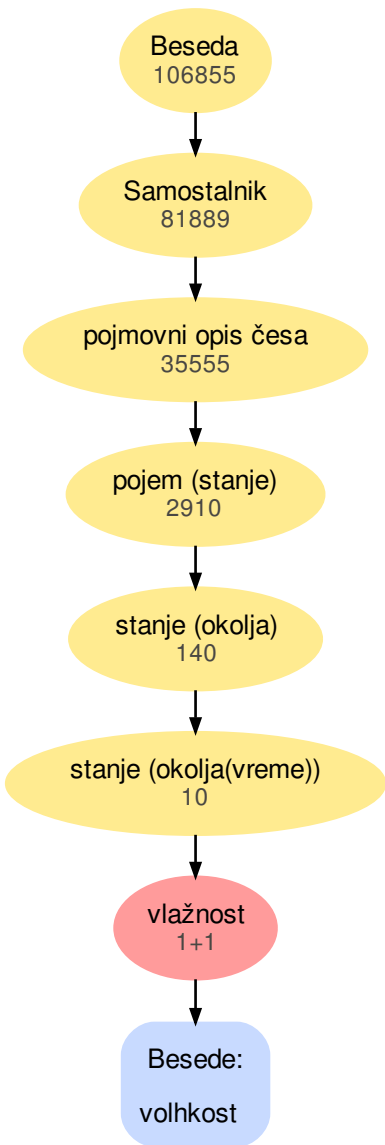 Beseda
106855
Samostalnik
81889
pojmovni opis česa
35555
pojem (stanje)
2910
stanje (okolja)
140
stanje (okolja(vreme))
10
vlažnost
1+1
Besede:
volhkost